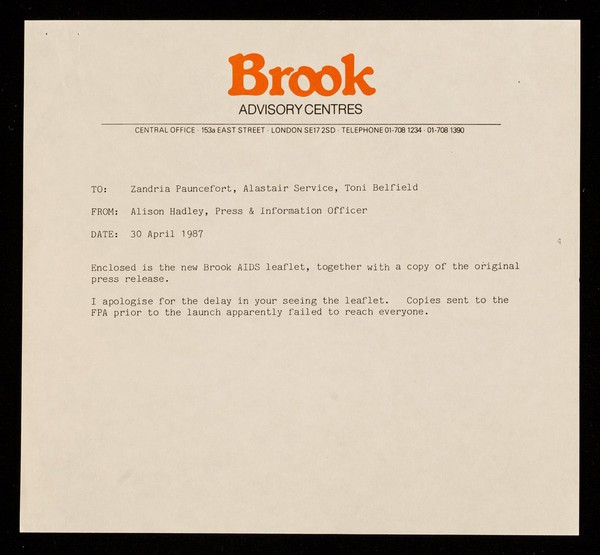 Brook
ADVISORY CENTRES
CENTRAL OFFICE · 153a EAST STREET · LONDON SE17 2SD · TELEPHONE 01-708 1234 · 01-708 1390
TO: Zandria Pauncefort, Alastair Service, Toni Belfield
FROM: Alison Hadley, Press & Information Officer
DATE: 30 April 1987
Enclosed is the new Brook AIDS leaflet, together with a copy of the original
press release.
I apologise for the delay in your seeing the leaflet. Copies sent to the
FPA prior to the launch apparently failed to reach everyone.